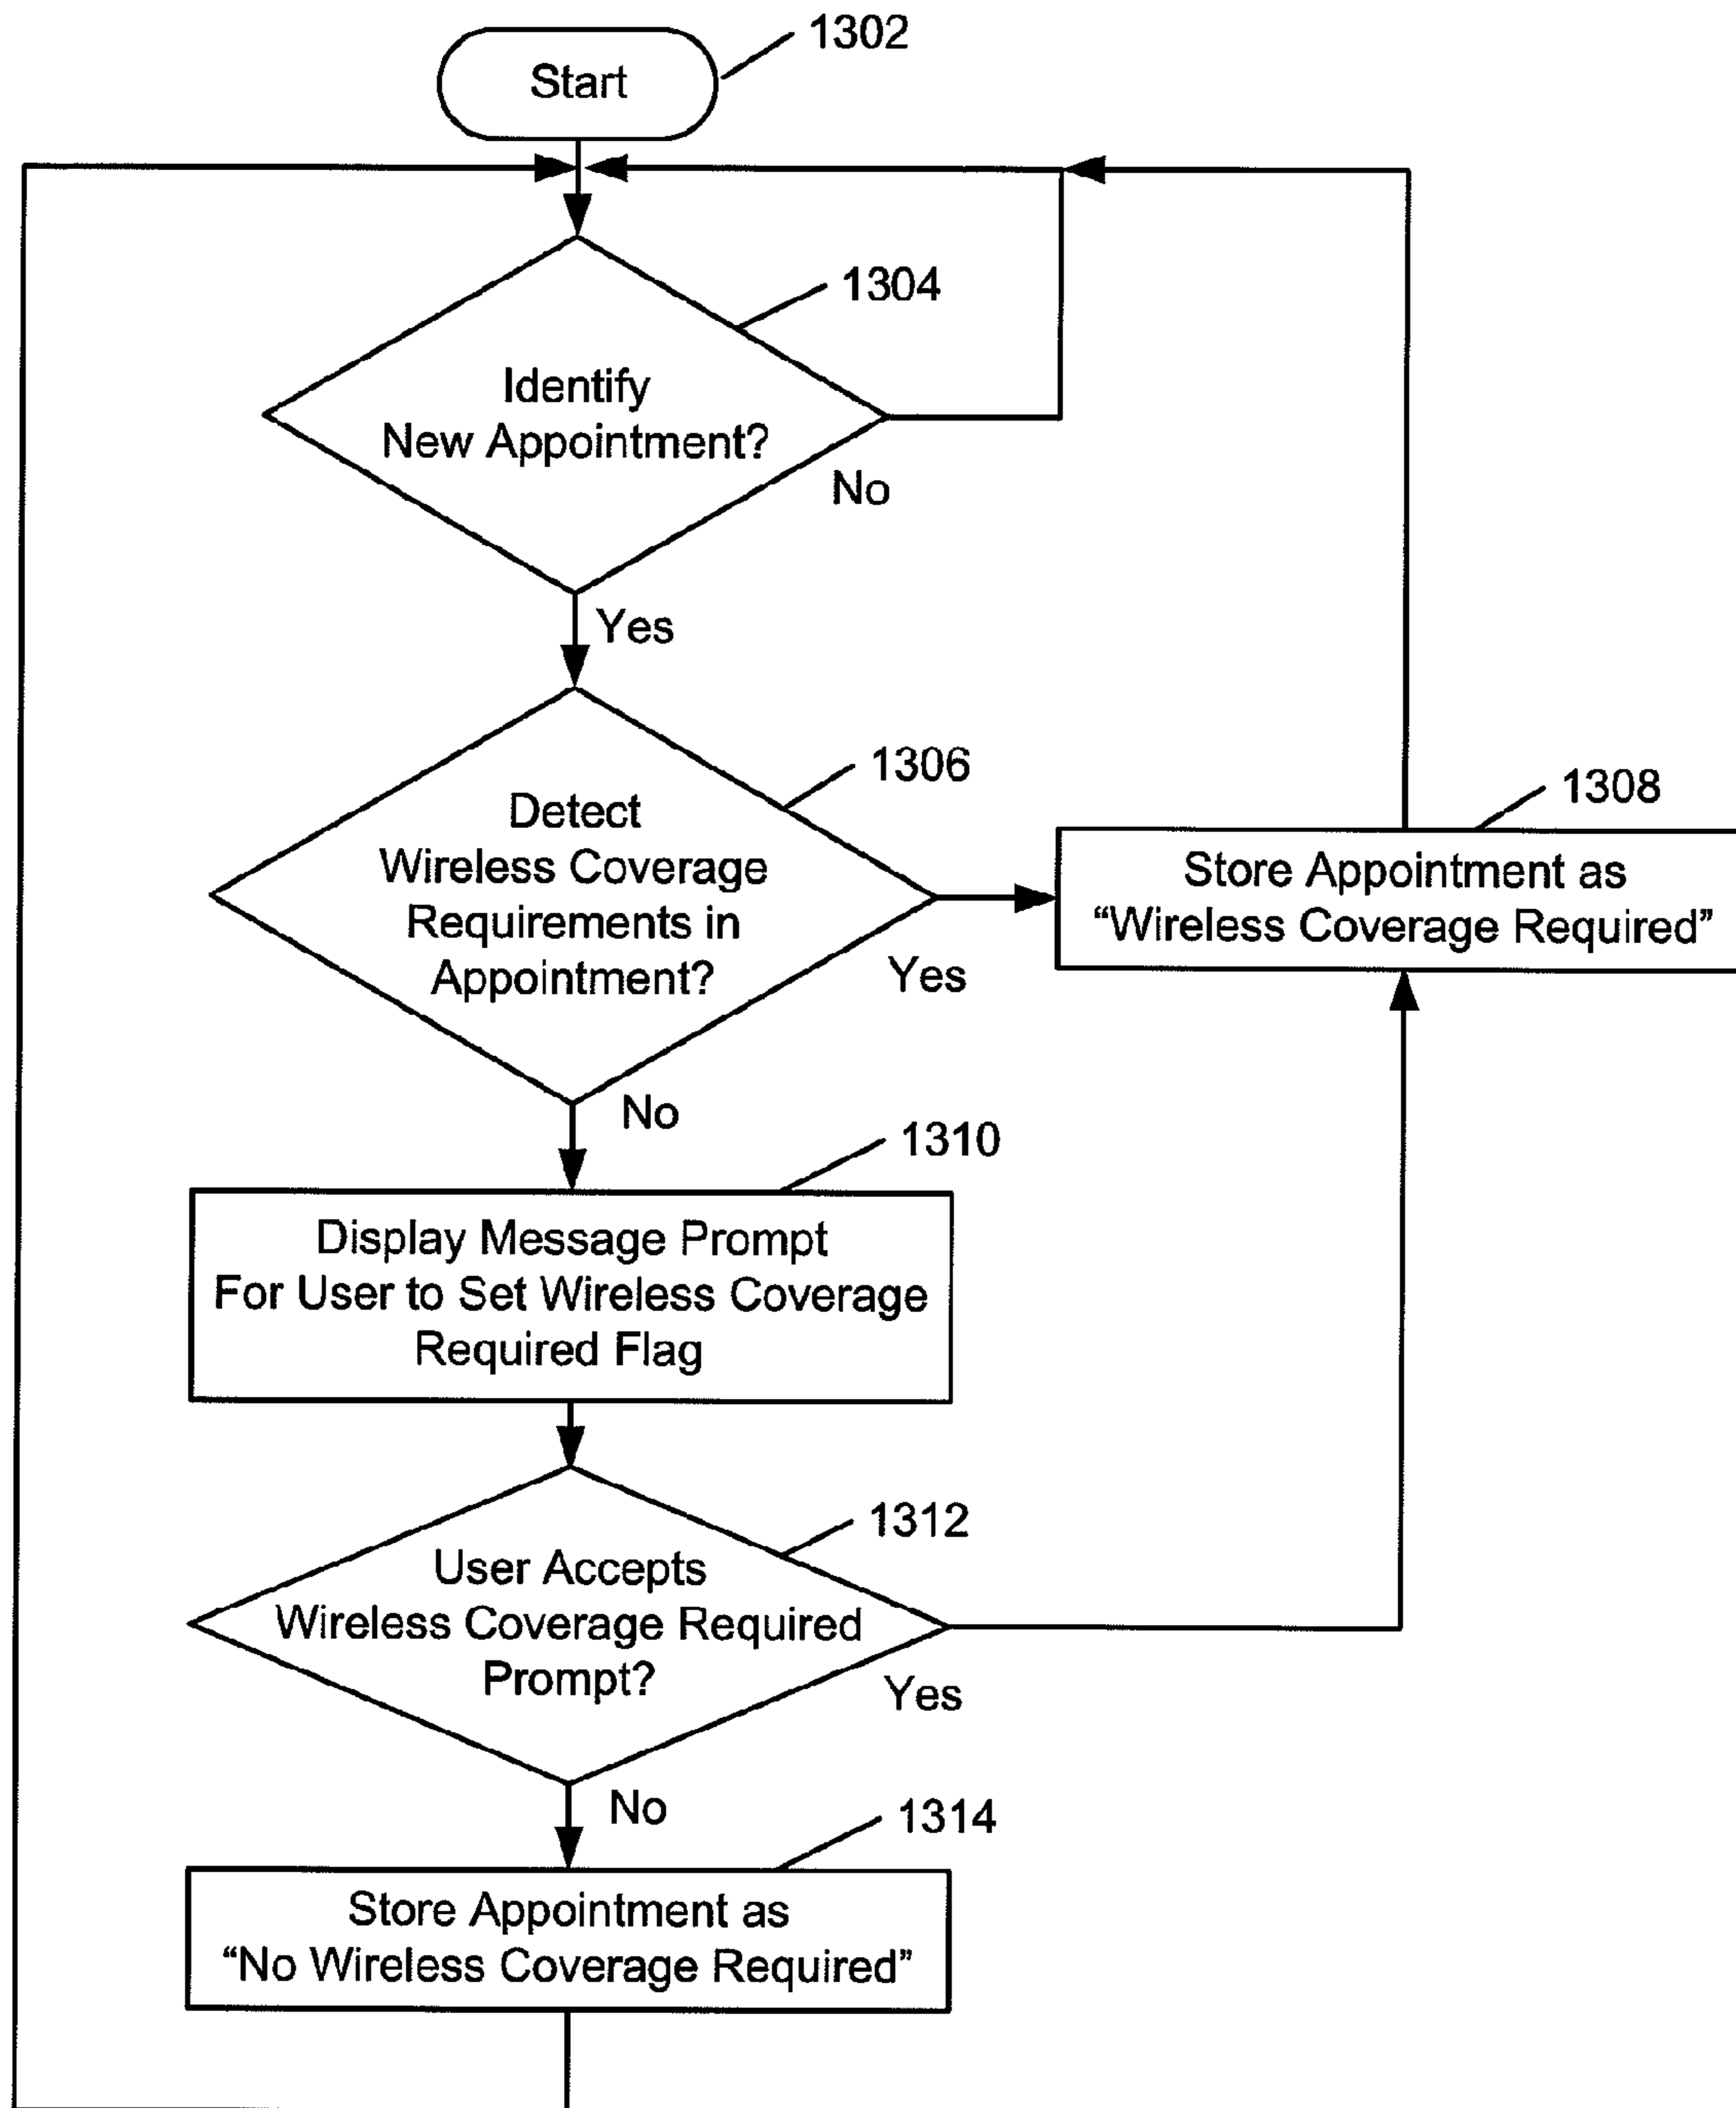 1302
Start
1304
Identify
New Appointment?
No
Yes
1306
Detect
Wireless Coverage
Requirements in
Appointment?
Yes
1308
Store Appointment as
“Wireless Coverage Required”
No
1310
Display Message Prompt
For User to Set Wireless Coverage
Required Flag
1312
User Accepts
Wireless Coverage Required
Prompt?
Yes
No
1314
Store Appointment as
“No Wireless Coverage Required”